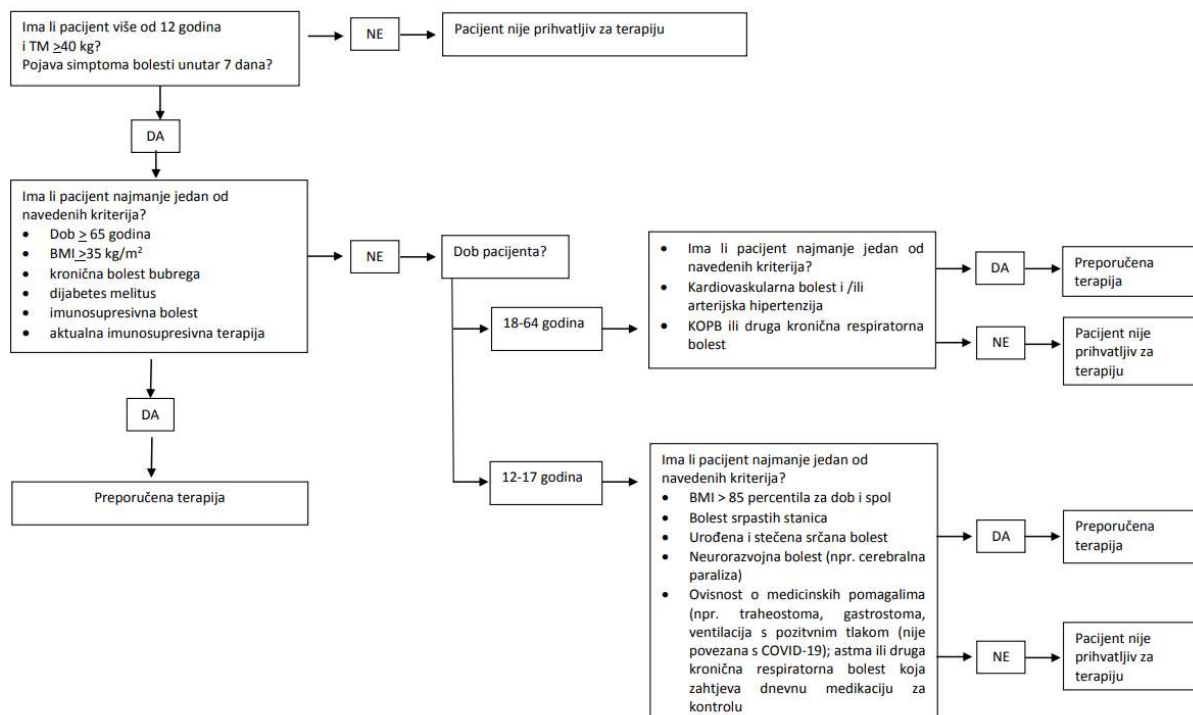 Ima li pacijent više od 12 godina
i TM ≥40 kg?
Pojava simptoma bolesti unutar 7 dana?
NE
Pacijent nije prihvatljiv za terapiju
DA
Ima li pacijent najmanje jedan od
navedenih kriterija?
• Dob ≥ 65 godina
• BMI ≥35 kg/m²
• kronična bolest bubrega
• dijabetes melitus
• imunosupresivna bolest
• aktualna imunosupresivna terapija
NE
Dob pacijenta?
DA
Preporučena terapija
18-64 godina
• Ima li pacijent najmanje jedan od
navedenih kriterija?
• Kardiovaskularna bolest i /ili
arterijska hipertenzija
• KOPB ili druga kronična respiratorna
bolest
DA
Preporučena
terapija
NE
Pacijent nije
prihvatljiv za
terapiju
12-17 godina
Ima li pacijent najmanje jedan od
navedenih kriterija?
• BMI > 85 percentila za dob i spol
• Bolest srpastih stanica
• Urođena i stečena srčana bolest
• Neurorazvojna bolest (npr. cerebralna
paraliza)
• Ovisnost o medicinskih pomagalima
(npr. traheostoma, gastrostoma,
ventilacija s pozitvnim tlakom (nije
povezana s COVID-19); astma ili druga
kronična respiratorna bolest koja
zahtjeva dnevnu medikaciju za
kontrolu
DA
Preporučena
terapija
NE
Pacijent nije
prihvatljiv za
terapiju